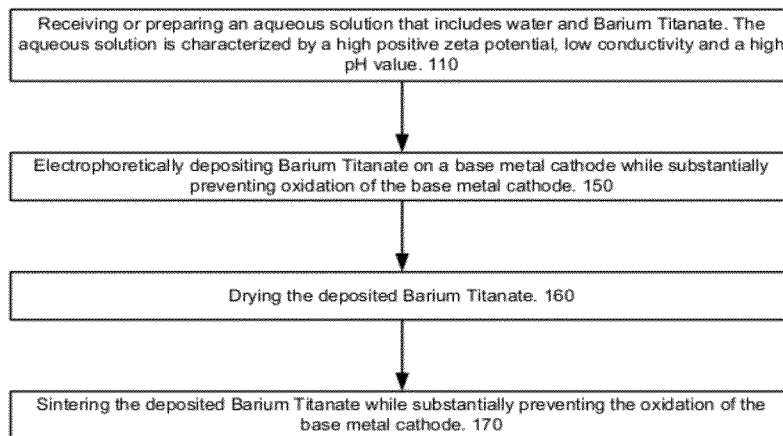 Receiving or preparing an aqueous solution that includes water and Barium Titanate. The
aqueous solution is characterized by a high positive zeta potential, low conductivity and a high
pH value. 110
Electrophoretically depositing Barium Titanate on a base metal cathode while substantially
preventing oxidation of the base metal cathode. 150
Drying the deposited Barium Titanate. 160
Sintering the deposited Barium Titanate while substantially preventing the oxidation of the
base metal cathode. 170